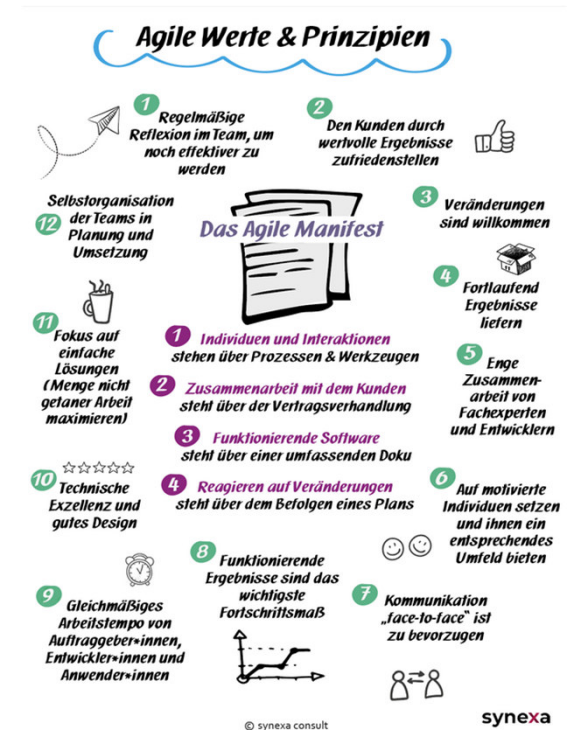 Agile Werte & Prinzipien
1
Regelmäßige
Reflexion im Team, um
noch effektiver zu
werden
2
Den Kunden durch
wertvolle Ergebnisse
zufriedenstellen
3
Veränderungen
sind willkommen
4
Fortlaufend
Ergebnisse
liefern
5
Enge
Zusammen-
arbeit von
Fachexperten
und Entwicklern
6
Auf motivierte
Individuen setzen
und ihnen ein
entsprechendes
Umfeld bieten
7
Kommunikation
„face-to-face“ ist
zu bevorzugen
8
Funktionierende
Ergebnisse sind das
wichtigste
Fortschrittsmaß
9
Gleichmäßiges
Arbeitstempo von
Auftraggeber*innen,
Entwickler*innen und
Anwender*innen
10
Technische
Exzellenz und
gutes Design
11
Fokus auf
einfache
Lösungen
(Menge nicht
getaner Arbeit
maximieren)
12
Selbstorganisation
der Teams in
Planung und
Umsetzung
Das Agile Manifest
1 Individuen und Interaktionen
stehen über Prozessen & Werkzeugen
2 Zusammenarbeit mit dem Kunden
steht über der Vertragsverhandlung
3 Funktionierende Software
steht über einer umfassenden Doku
4 Reagieren auf Veränderungen
steht über dem Befolgen eines Plans
© synexa consult
synexa